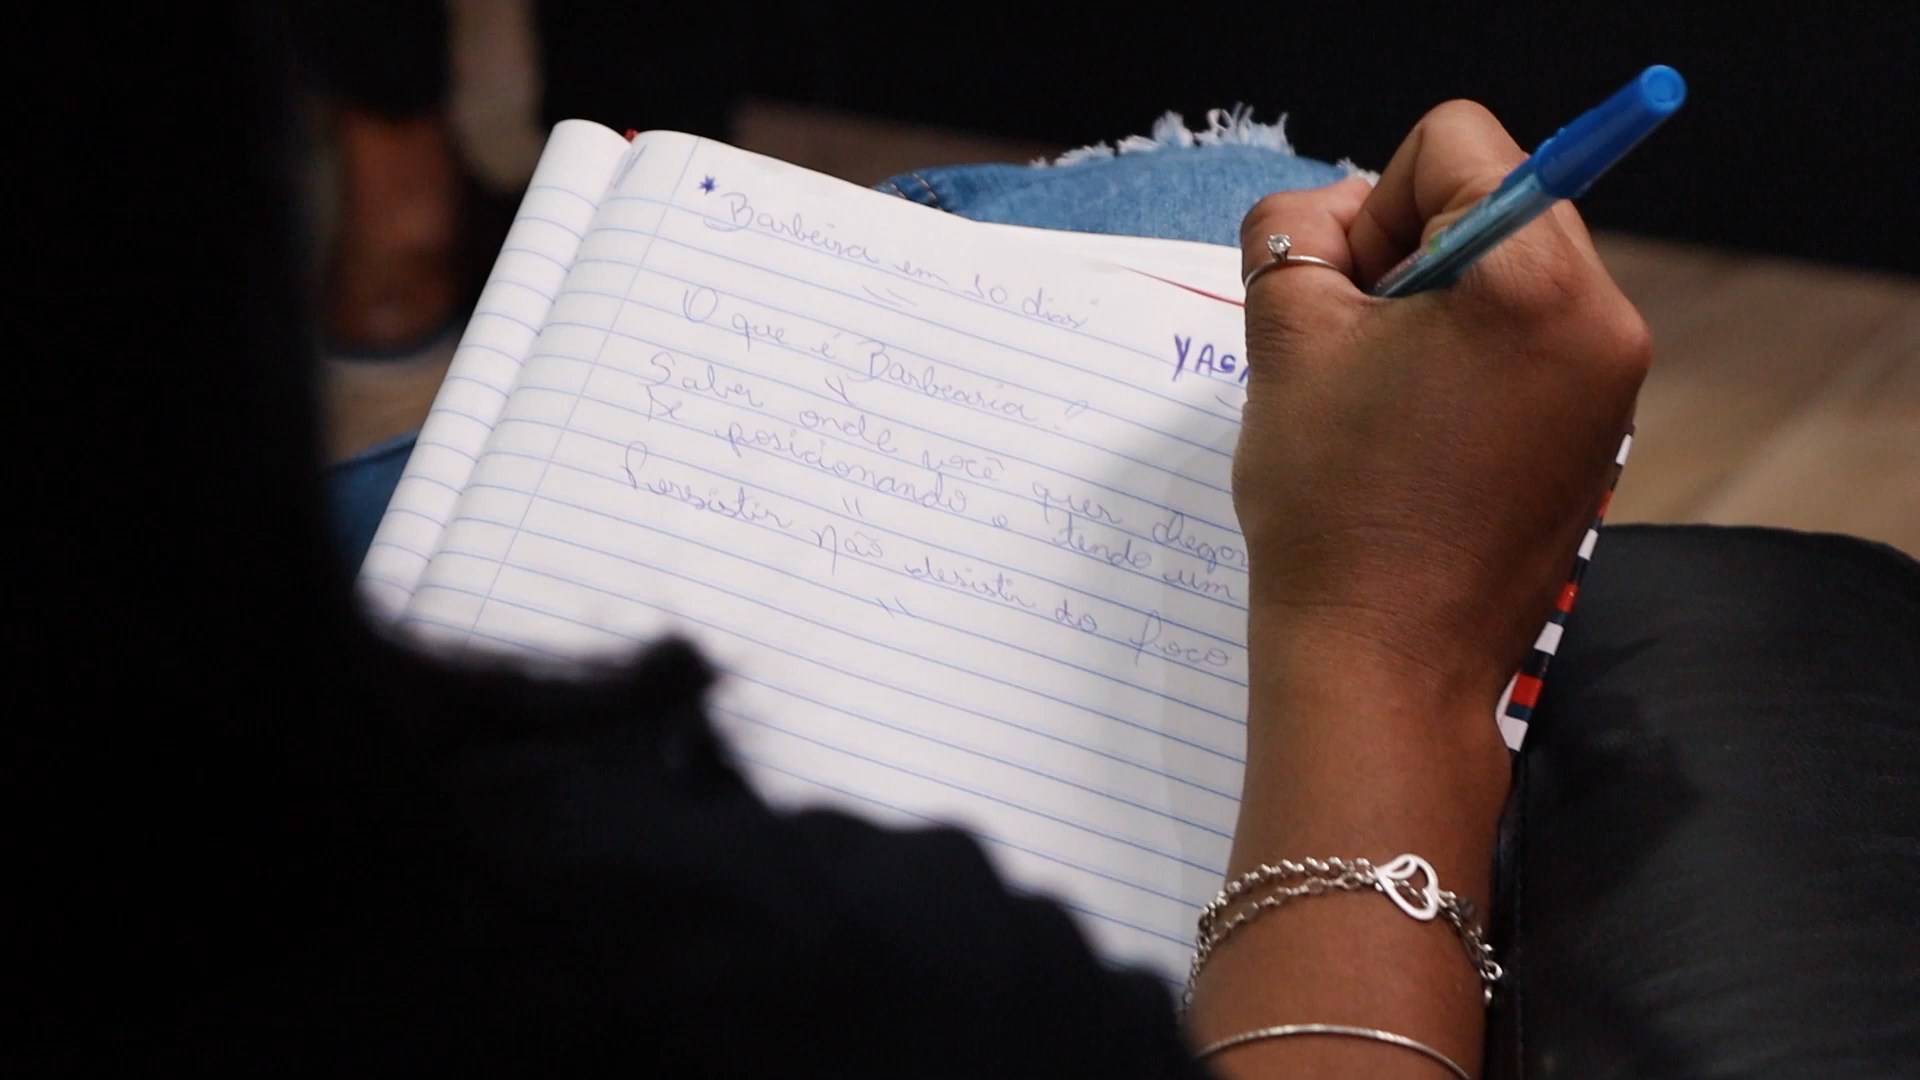 * Barbeira em 30 dias
YAS
O que é Barbearia?
Saber onde você quer chegar
Se posicionando e tendo um
Persistir não desistir do foco